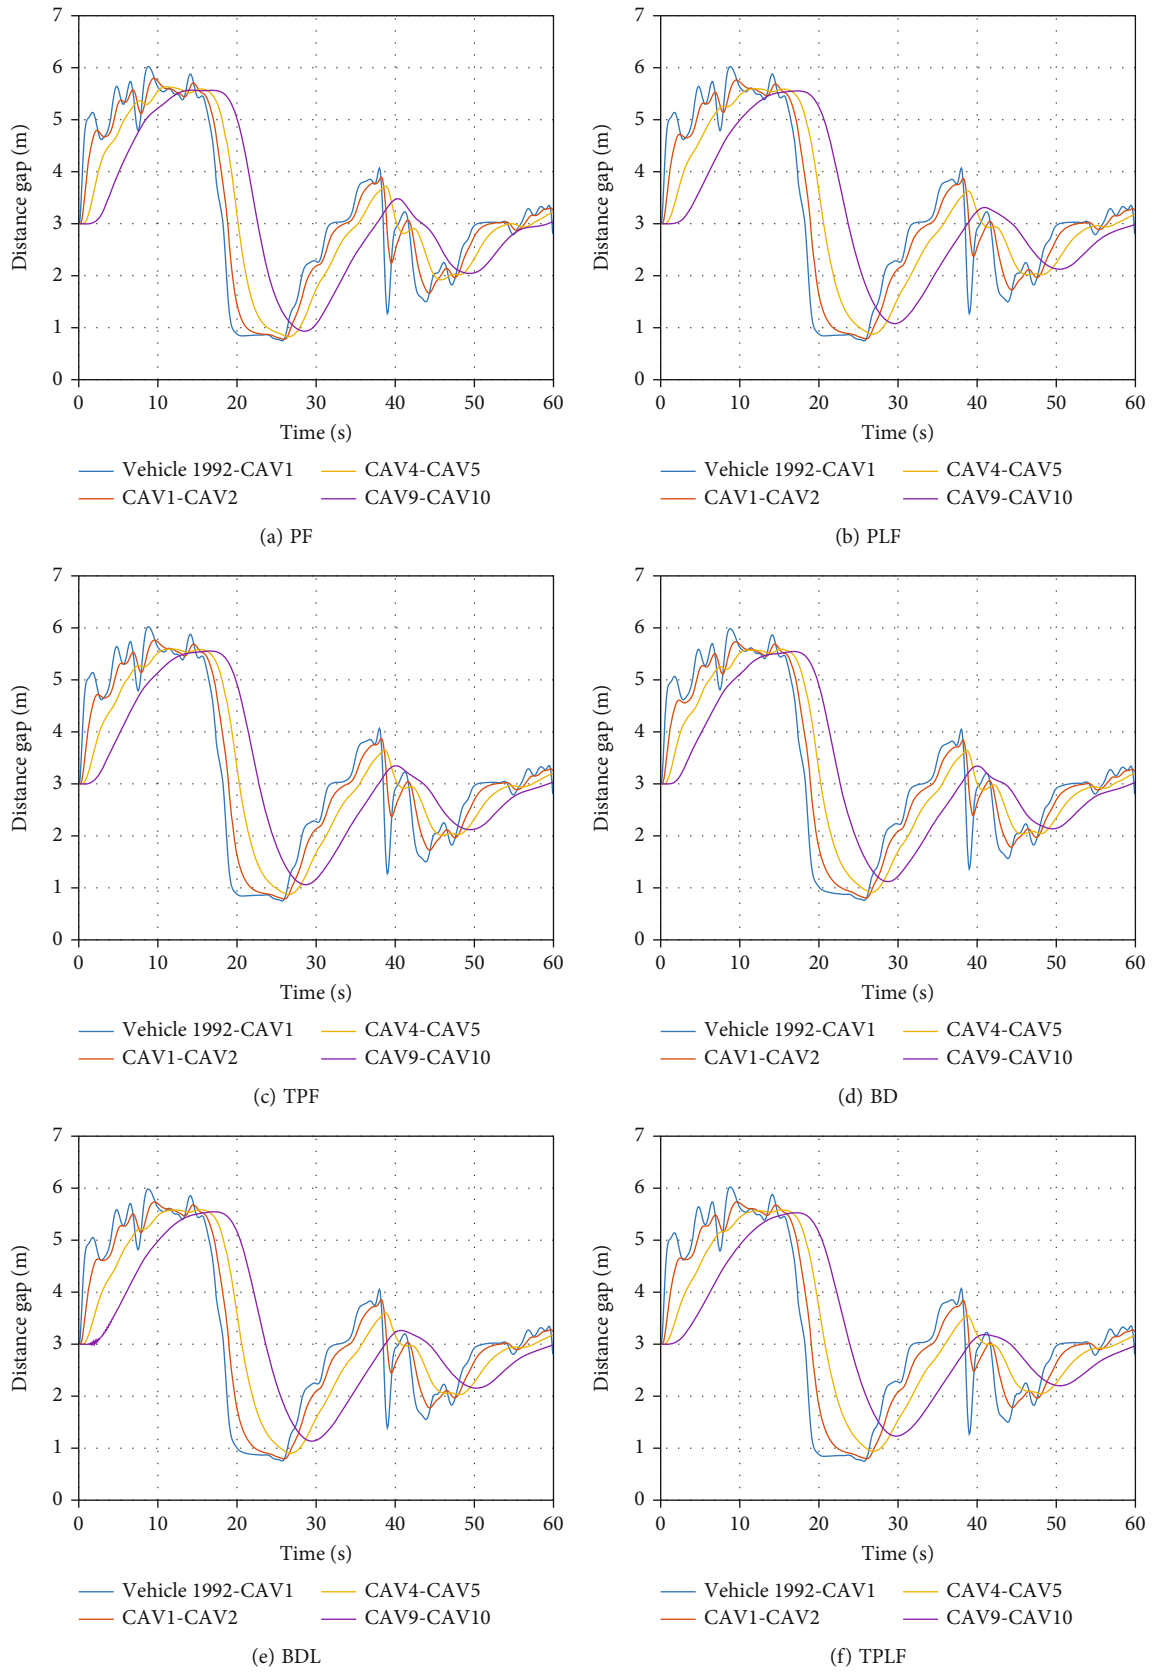 7
7
6
6
5
5
Distance gap (m)
Distance gap (m)
4
4
3
3
2
2
1
1
0
0
0 10 20 30 40 50 60
0 10 20 30 40 50 60
Time (s)
Time (s)
Vehicle 1992-CAV1 CAV4-CAV5
Vehicle 1992-CAV1 CAV4-CAV5
CAV1-CAV2 CAV9-CAV10
CAV1-CAV2 CAV9-CAV10
(a) PF
(b) PLF
7
7
6
6
5
5
Distance gap (m)
Distance gap (m)
4
4
3
3
2
2
1
1
0
0
0 10 20 30 40 50 60
0 10 20 30 40 50 60
Time (s)
Time (s)
Vehicle 1992-CAV1 CAV4-CAV5
Vehicle 1992-CAV1 CAV4-CAV5
CAV1-CAV2 CAV9-CAV10
CAV1-CAV2 CAV9-CAV10
(c) TPF
(d) BD
7
7
6
6
5
5
Distance gap (m)
Distance gap (m)
4
4
3
3
2
2
1
1
0
0
0 10 20 30 40 50 60
0 10 20 30 40 50 60
Time (s)
Time (s)
Vehicle 1992-CAV1 CAV4-CAV5
Vehicle 1992-CAV1 CAV4-CAV5
CAV1-CAV2 CAV9-CAV10
CAV1-CAV2 CAV9-CAV10
(e) BDL
(f) TPLF